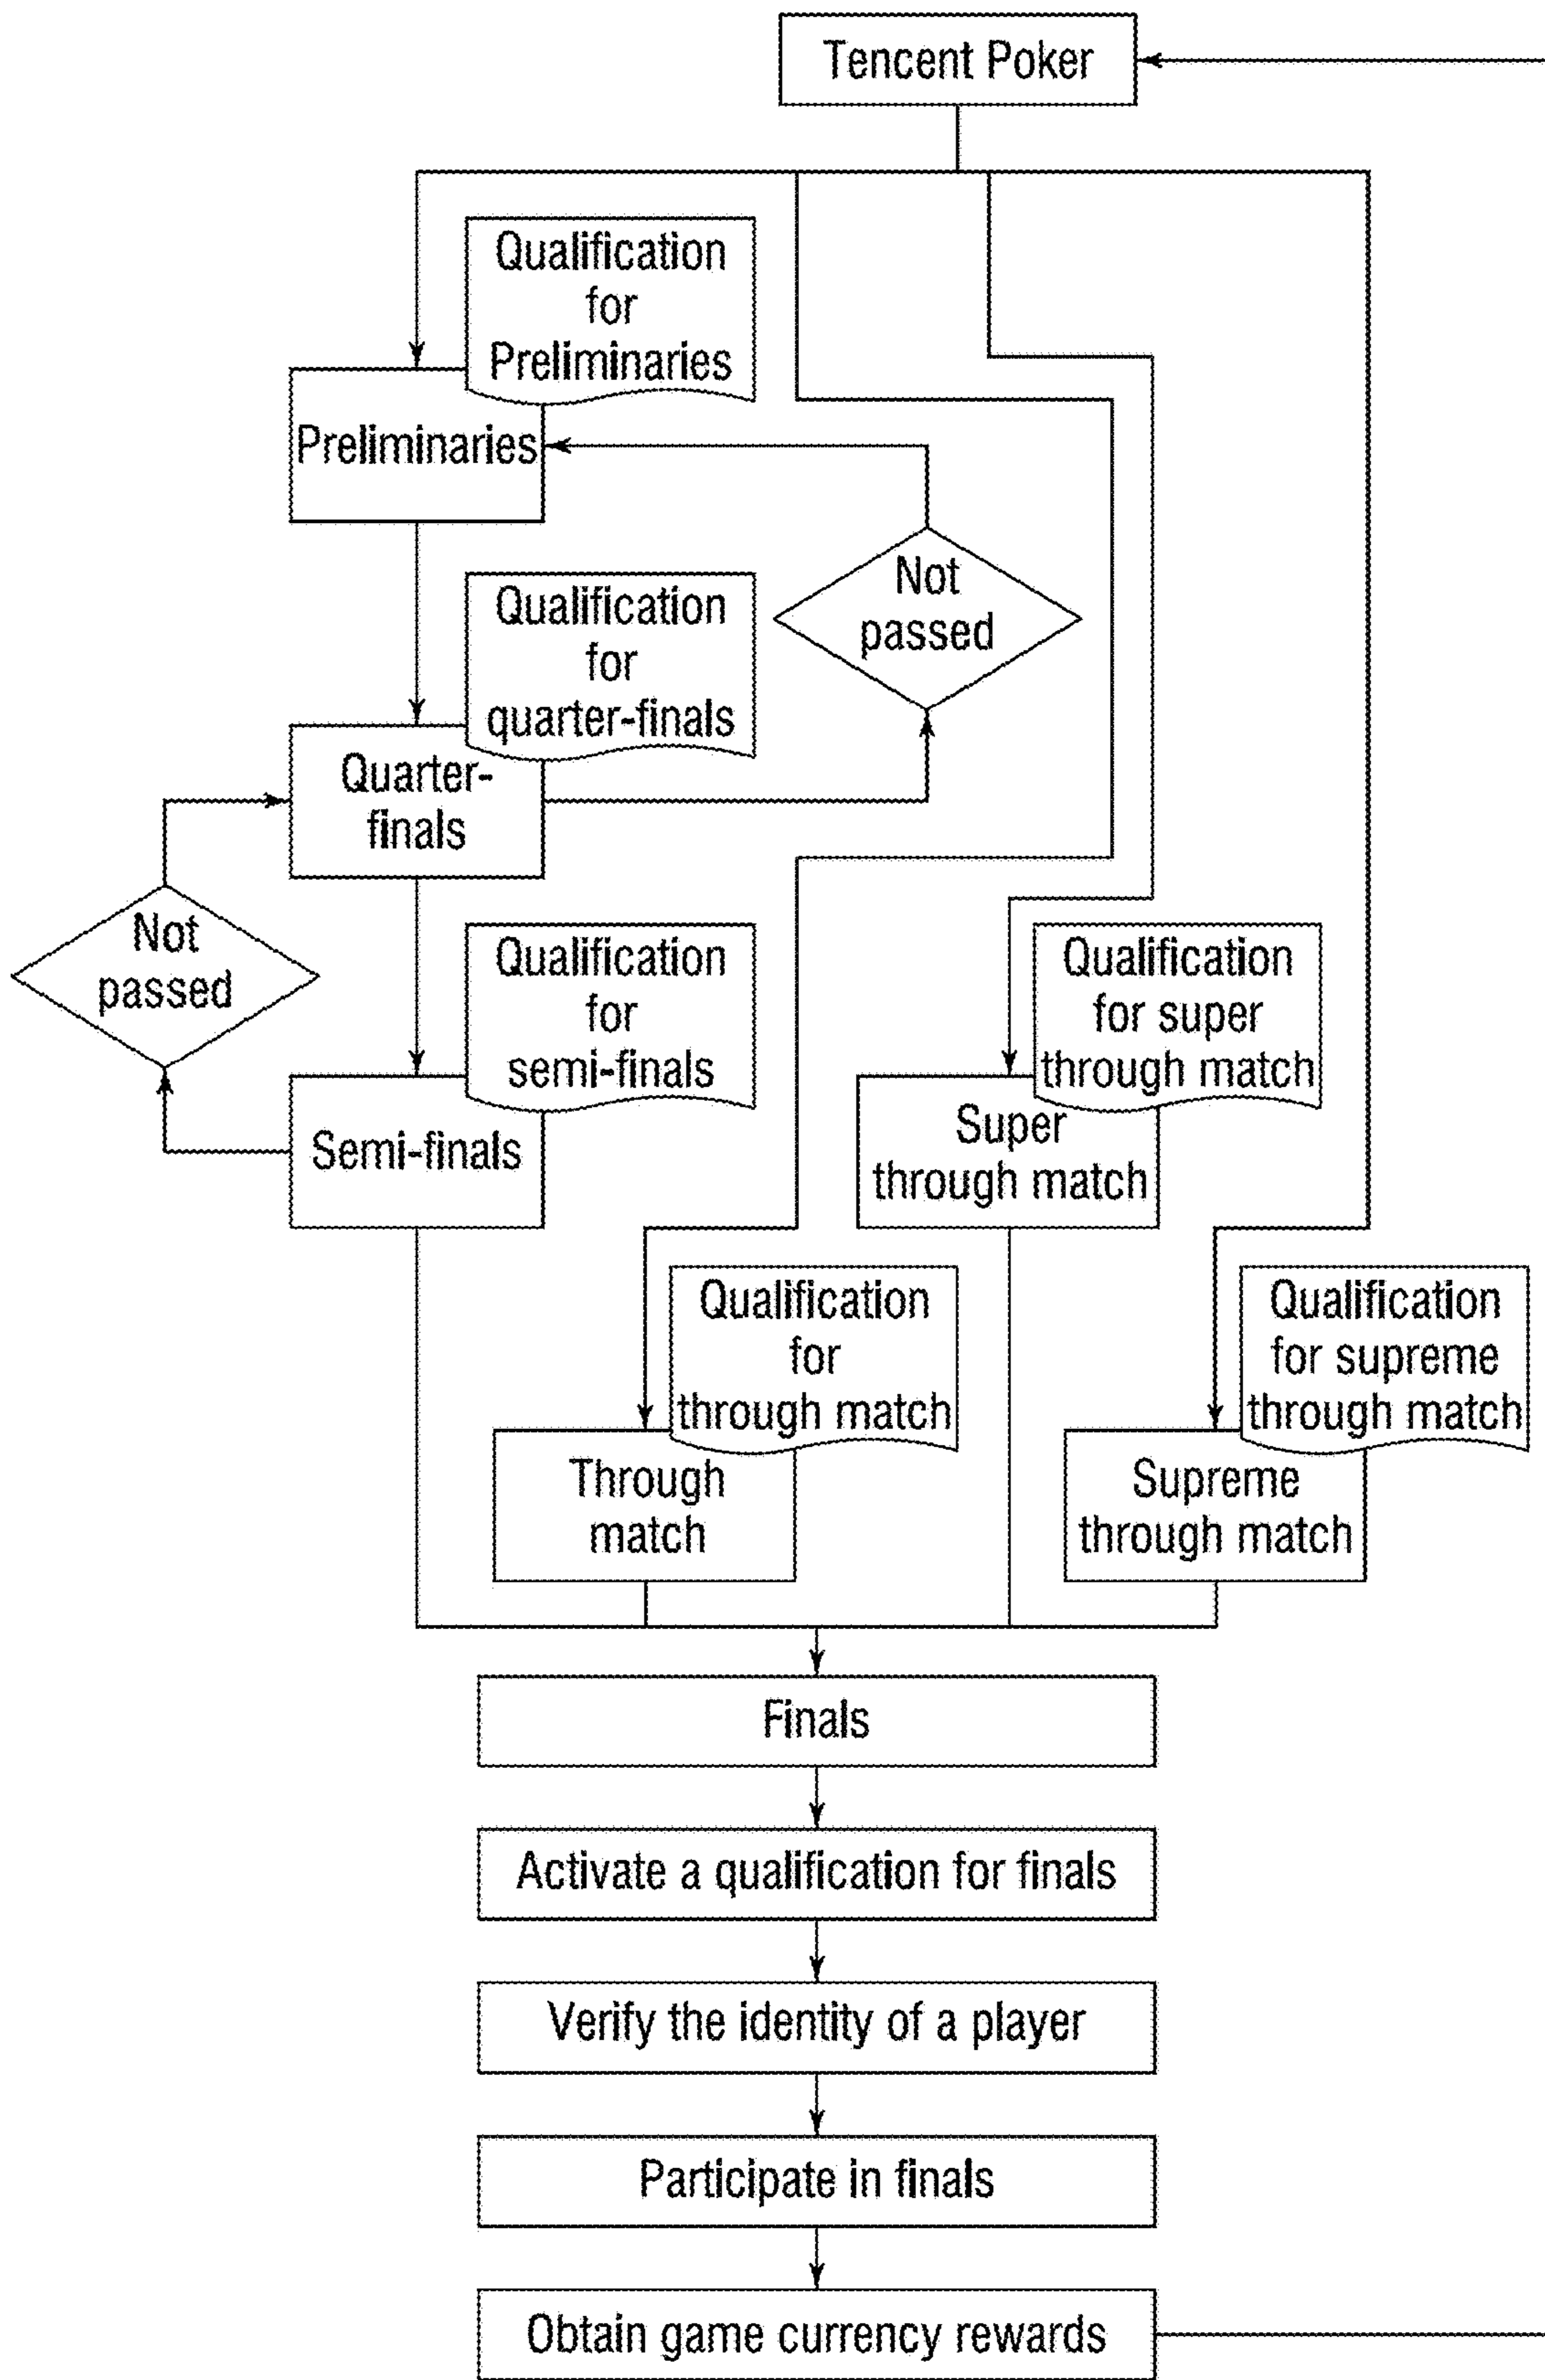 Tencent Poker
Qualification
for
Preliminaries
Preliminaries
Not
passed
Qualification
for
quarter-finals
Quarter-
finals
Not
passed
Qualification
for
semi-finals
Semi-finals
Qualification
for super
through match
Super
through match
Qualification
for
through match
Through
match
Qualification
for supreme
through match
Supreme
through match
Finals
Activate a qualification for finals
Verify the identity of a player
Participate in finals
Obtain game currency rewards